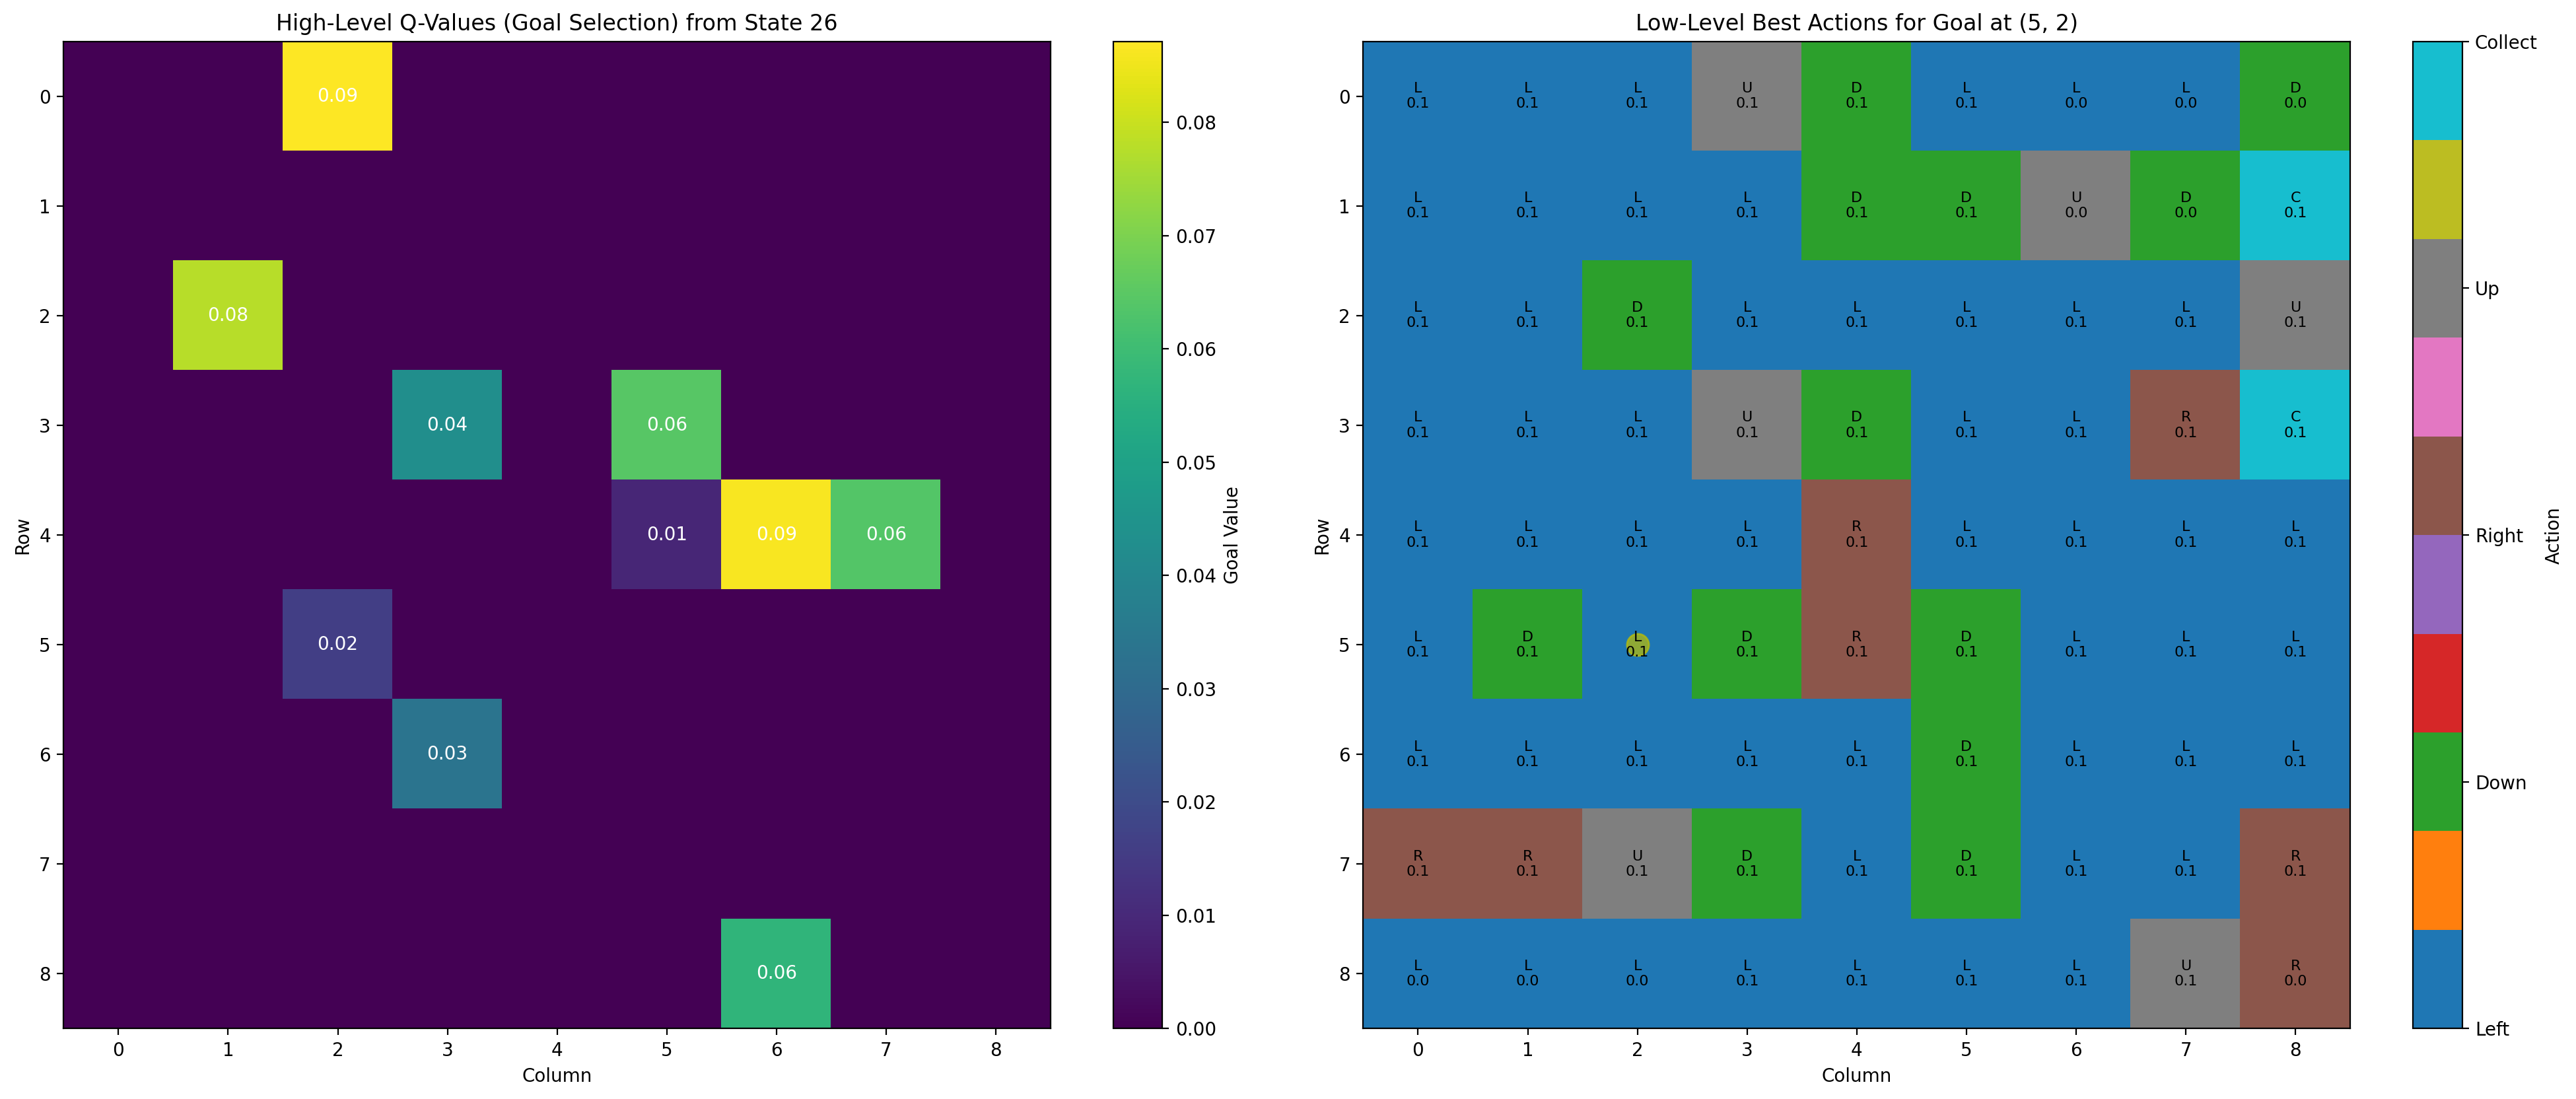 High-Level Q-Values (Goal Selection) from State 26
0
1
2
3
4
5
6
7
8
Row
0.09
0.08
0.04 0.06
0.01 0.09 0.06
0.02
0.03
0.06
0 1 2 3 4 5 6 7 8
Column
0.08
0.07
0.06
0.05
0.04
0.03
0.02
0.01
0.00
Goal Value
Low-Level Best Actions for Goal at (5, 2)
Row
0
L L L U D L L L D
0.1 0.1 0.1 0.1 0.1 0.1 0.0 0.0 0.0
1
L L L L D D U D C
0.1 0.1 0.1 0.1 0.1 0.1 0.0 0.0 0.1
2
L L D L L L L L U
0.1 0.1 0.1 0.1 0.1 0.1 0.1 0.1 0.1
3
L L L U D L L R C
0.1 0.1 0.1 0.1 0.1 0.1 0.1 0.1 0.1
4
L L L L R L L L L
0.1 0.1 0.1 0.1 0.1 0.1 0.1 0.1 0.1
5
L D L D R D L L L
0.1 0.1 0.1 0.1 0.1 0.1 0.1 0.1 0.1
6
L L L L L D L L L
0.1 0.1 0.1 0.1 0.1 0.1 0.1 0.1 0.1
7
R R U D L D L L R
0.1 0.1 0.1 0.1 0.1 0.1 0.1 0.1 0.1
8
L L L L L L L U R
0.0 0.0 0.0 0.1 0.1 0.1 0.1 0.1 0.0
0 1 2 3 4 5 6 7 8
Column
Collect
Up
Right
Down
Left
Action